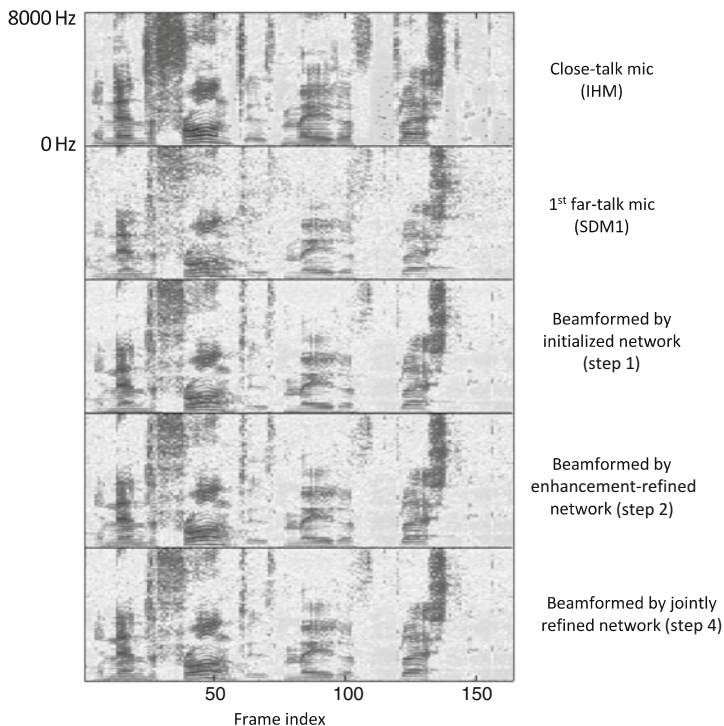 8000 Hz
Close-talk mic
(IHM)
0 Hz
1st far-talk mic
(SDM1)
Beamformed by
initialized network
(step 1)
Beamformed by
enhancement-refined
network (step 2)
Beamformed by jointly
refined network (step 4)
50 100 150
Frame index